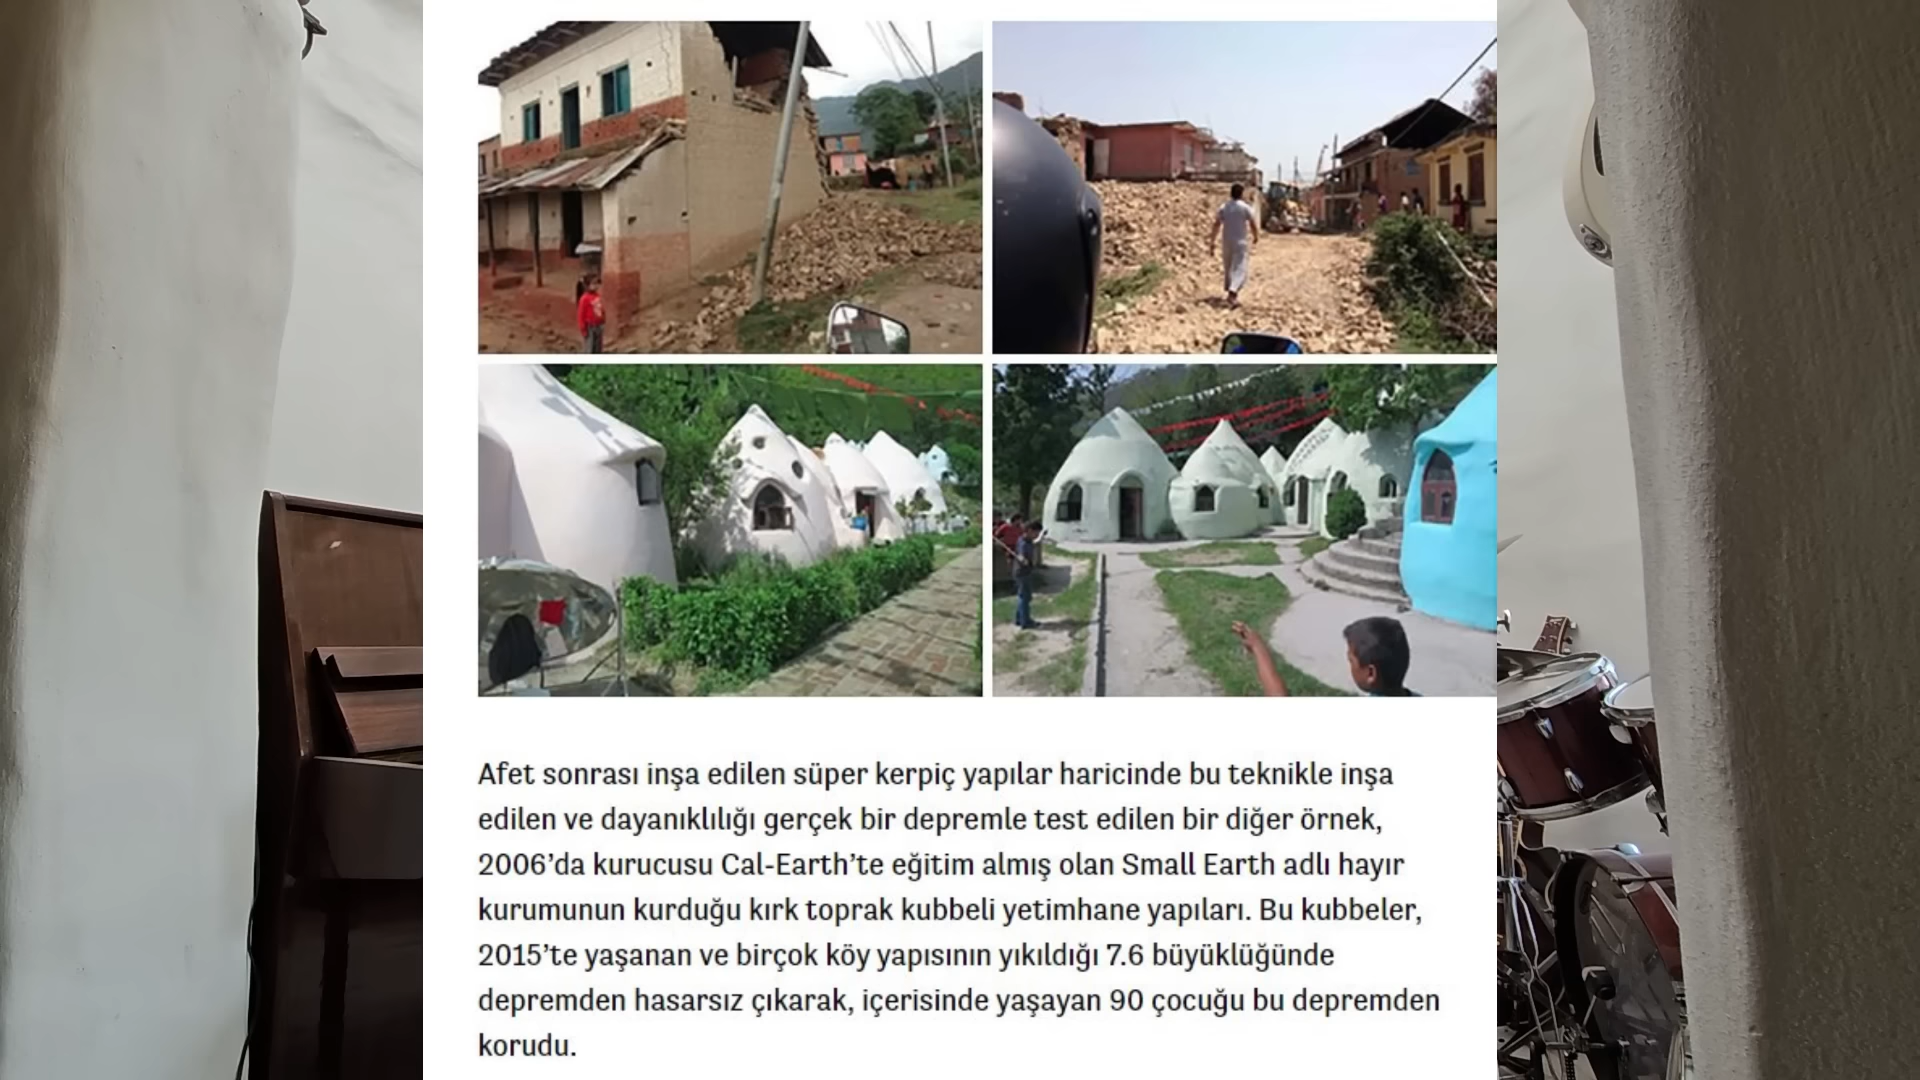 Afet sonrası inşa edilen süper kerpiç yapılar haricinde bu teknikle inşa
edilen ve dayanıklılığı gerçek bir depremle test edilen bir diğer örnek,
2006’da kurucusu Cal-Earth’te eğitim almış olan Small Earth adlı hayır
kurumunun kurduğu kırk toprak kubbeli yetimhane yapıları. Bu kubbeler,
2015’te yaşanan ve birçok köy yapısının yıkıldığı 7.6 büyüklüğünde
depremden hasarsız çıkarak, içerisinde yaşayan 90 çocuğu bu depremden
korudu.